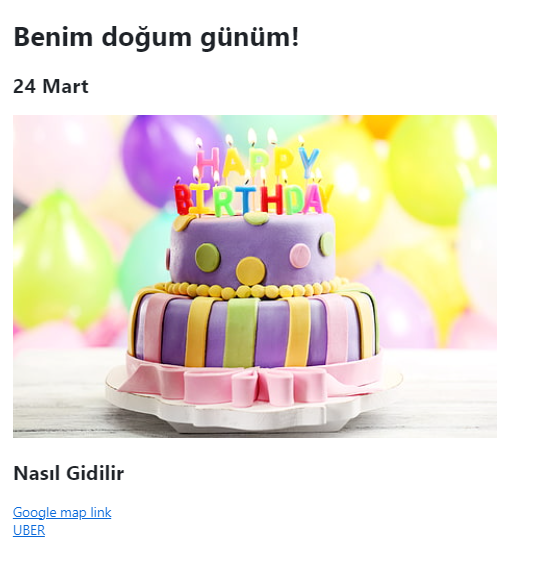 Benim doğum günüm!
24 Mart
HAPPY
BIRTHDAY
Nasıl Gidilir
Google map link
UBER